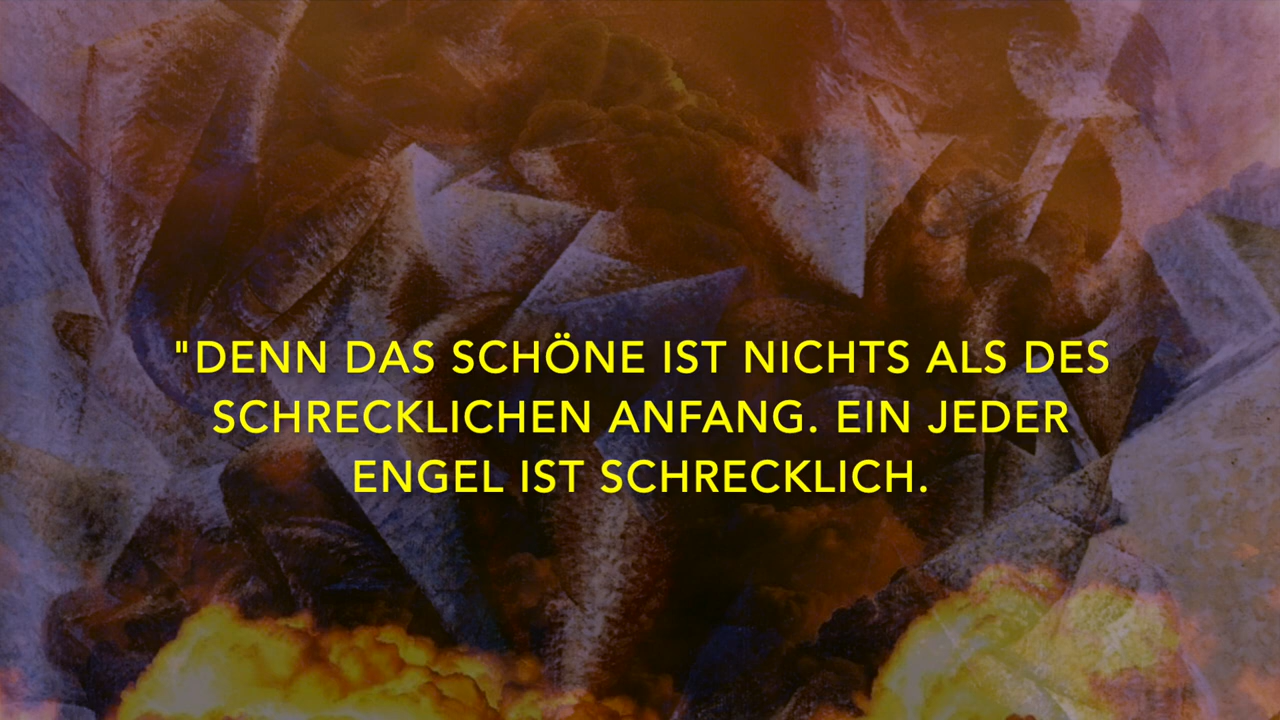 "DENN DAS SCHÖNE IST NICHTS ALS DES
SCHRECKLICHEN ANFANG. EIN JEDER
ENGEL IST SCHRECKLICH.